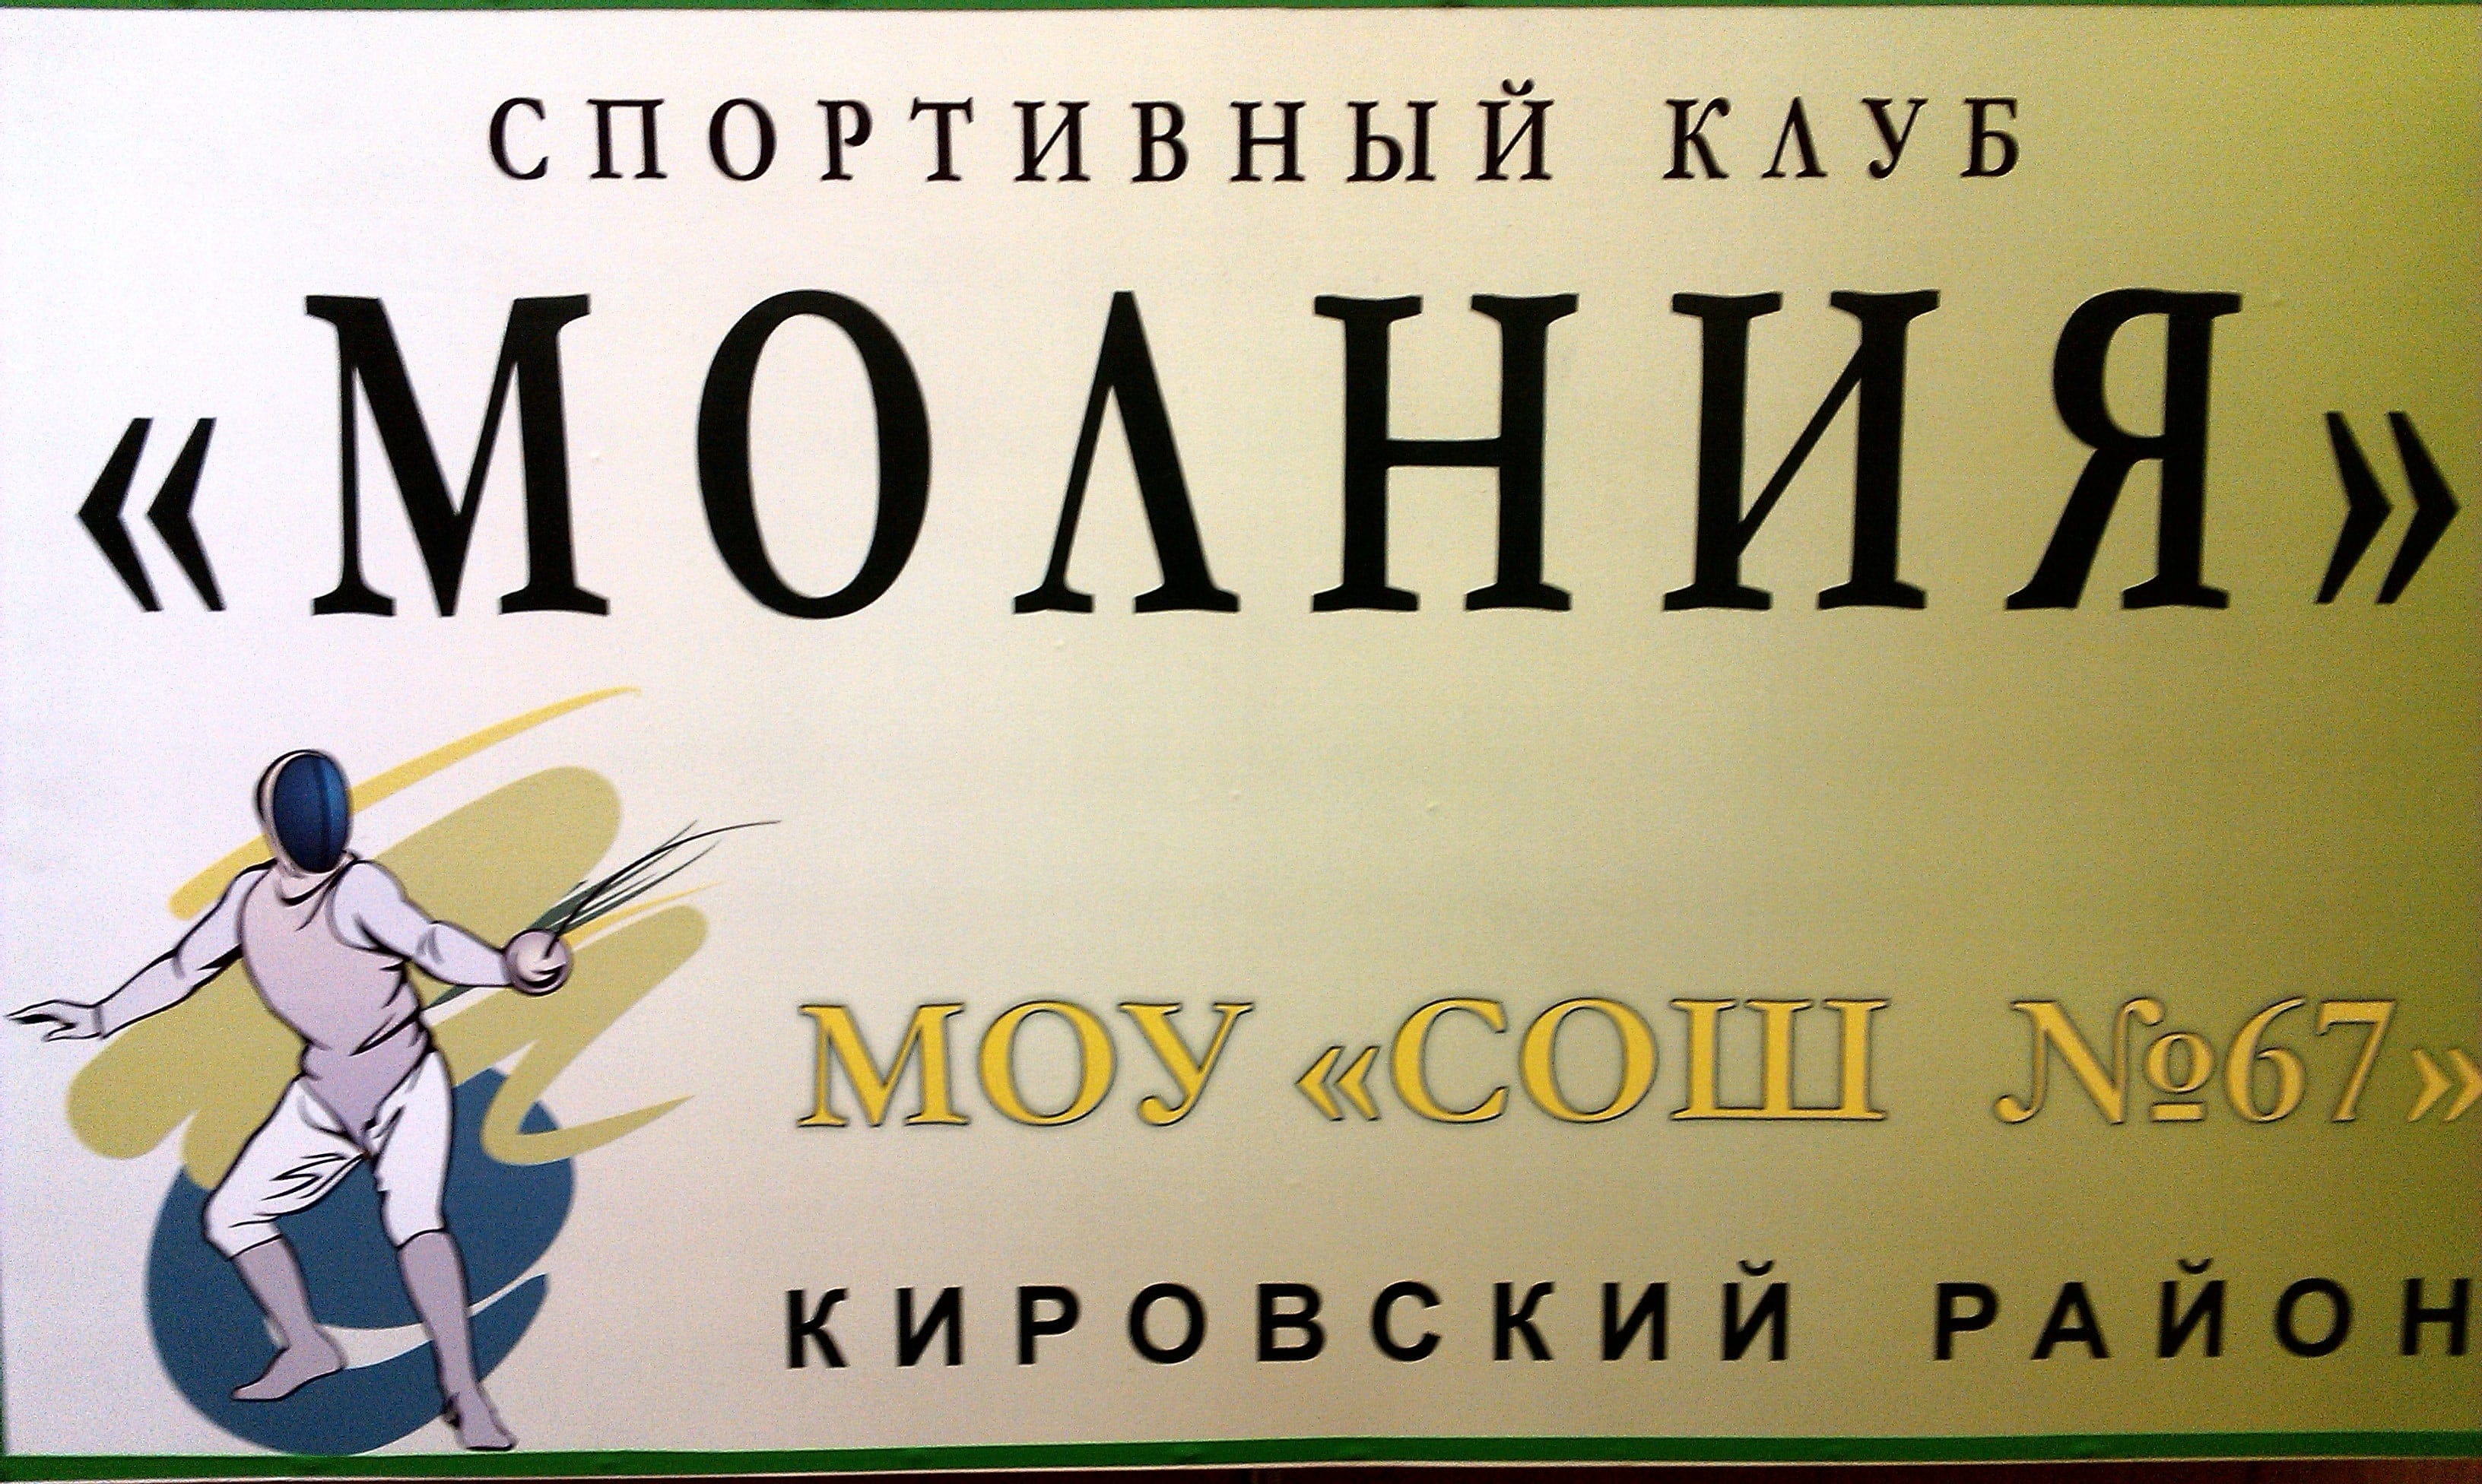 СПОРТИВНЫЙ КЛУБ
«МОЛНИЯ»
МОУ «СОШ №67»
КИРОВСКИЙ РАЙОН